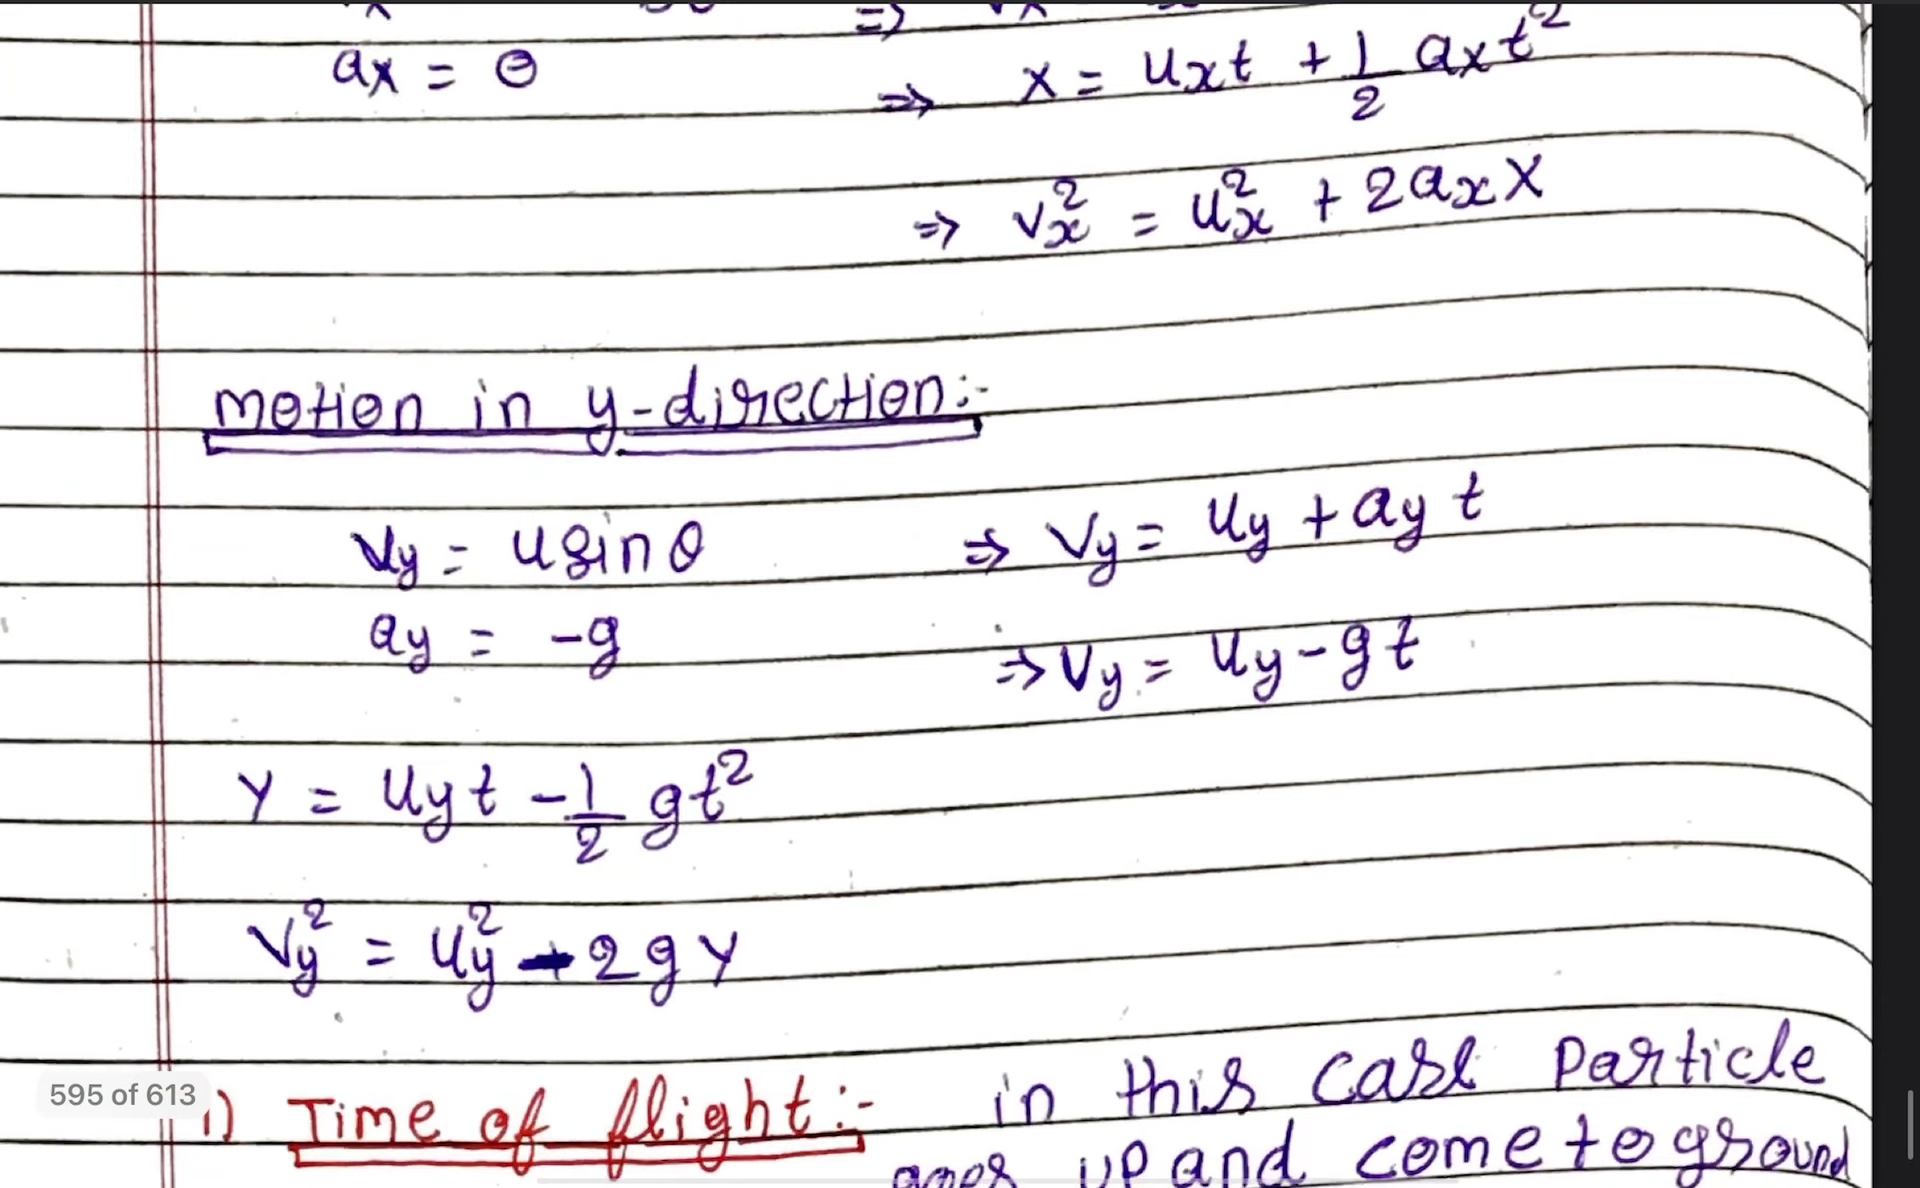 ax = 0 ⇒ x = uxt + 1/2 axt²
⇒ vx² = ux² + 2axx
motion in y-direction:-
Vy = usinθ ⇒ Vy = uy + ay t
ay = -g ⇒ Vy = uy - gt
Y = uyt - 1/2 gt²
Vy² = uy² - 2gy
1) Time of flight:- in this case particle
goes up and come to ground
595 of 613